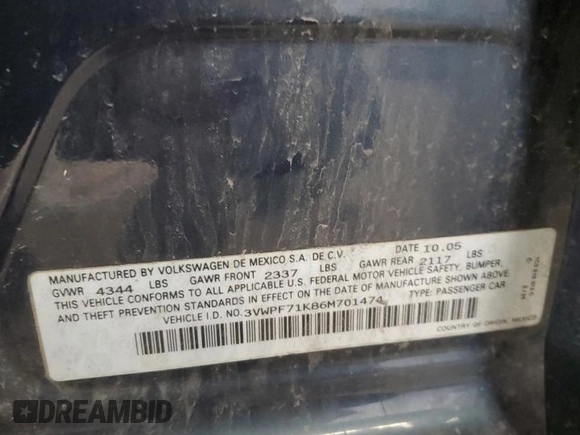 MANUFACTURED BY VOLKSWAGEN DE MEXICO S.A. DE C.V. DATE 10.05
GVWR 4344 LBS GAWR FRONT 2337 LBS GAWR REAR 2117 LBS
THIS VEHICLE CONFORMS TO ALL APPLICABLE U.S. FEDERAL MOTOR VEHICLE SAFETY, BUMPER,
AND THEFT PREVENTION STANDARDS IN EFFECT ON THE DATE OF MANUFACTURE SHOWN ABOVE.
VEHICLE I.D. NO. 3VWPF71K86M701474 TYPE: PASSENGER CAR
COUNTRY OF ORIGIN, MEXICO
DREAMBID